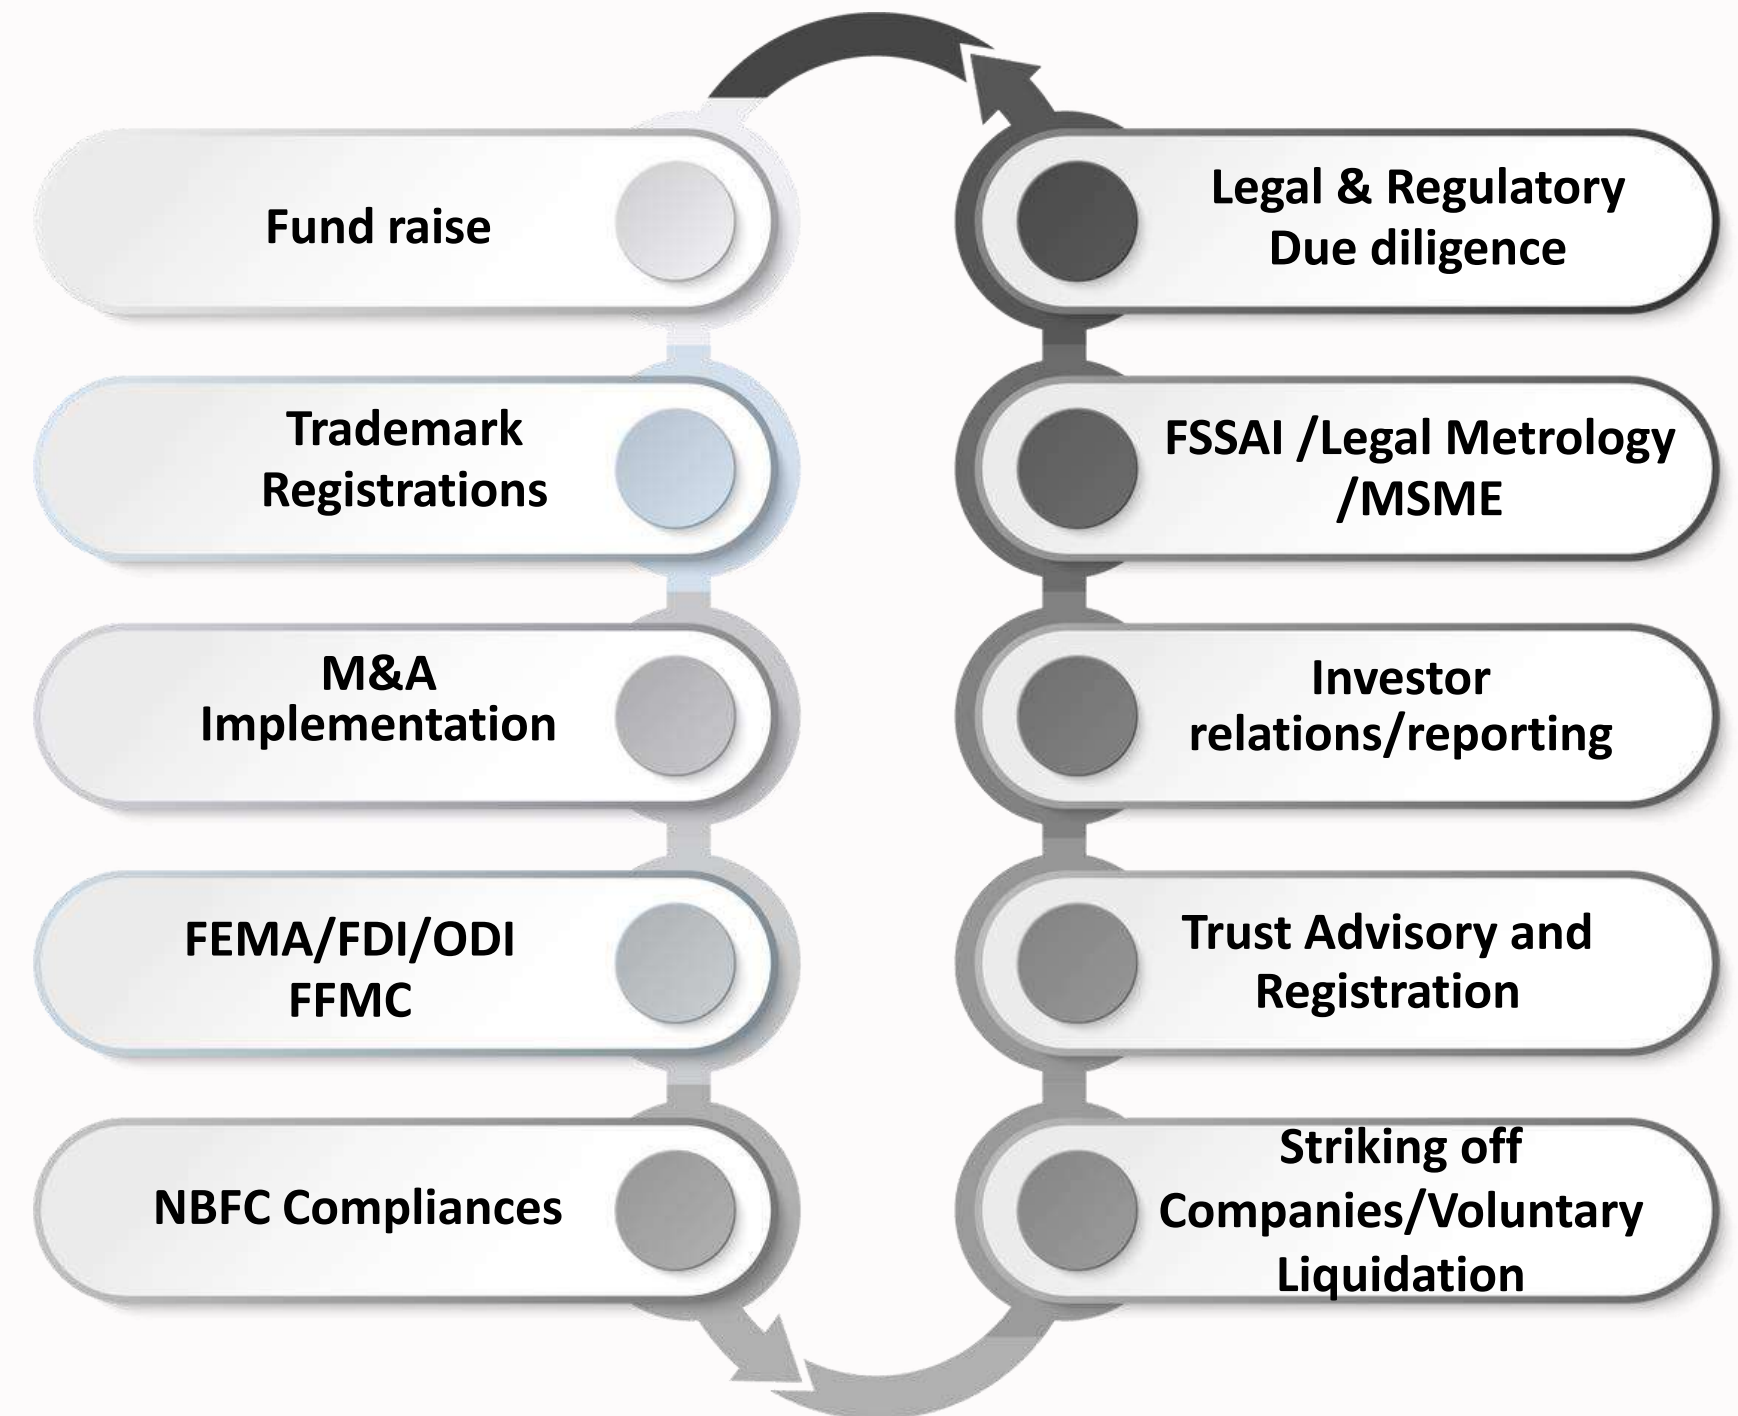 Fund raise
Trademark
Registrations
M&A
Implementation
FEMA/FDI/ODI
FFMC
NBFC Compliances
Legal & Regulatory
Due diligence
FSSAI /Legal Metrology
/MSME
Investor
relations/reporting
Trust Advisory and
Registration
Striking off
Companies/Voluntary
Liquidation